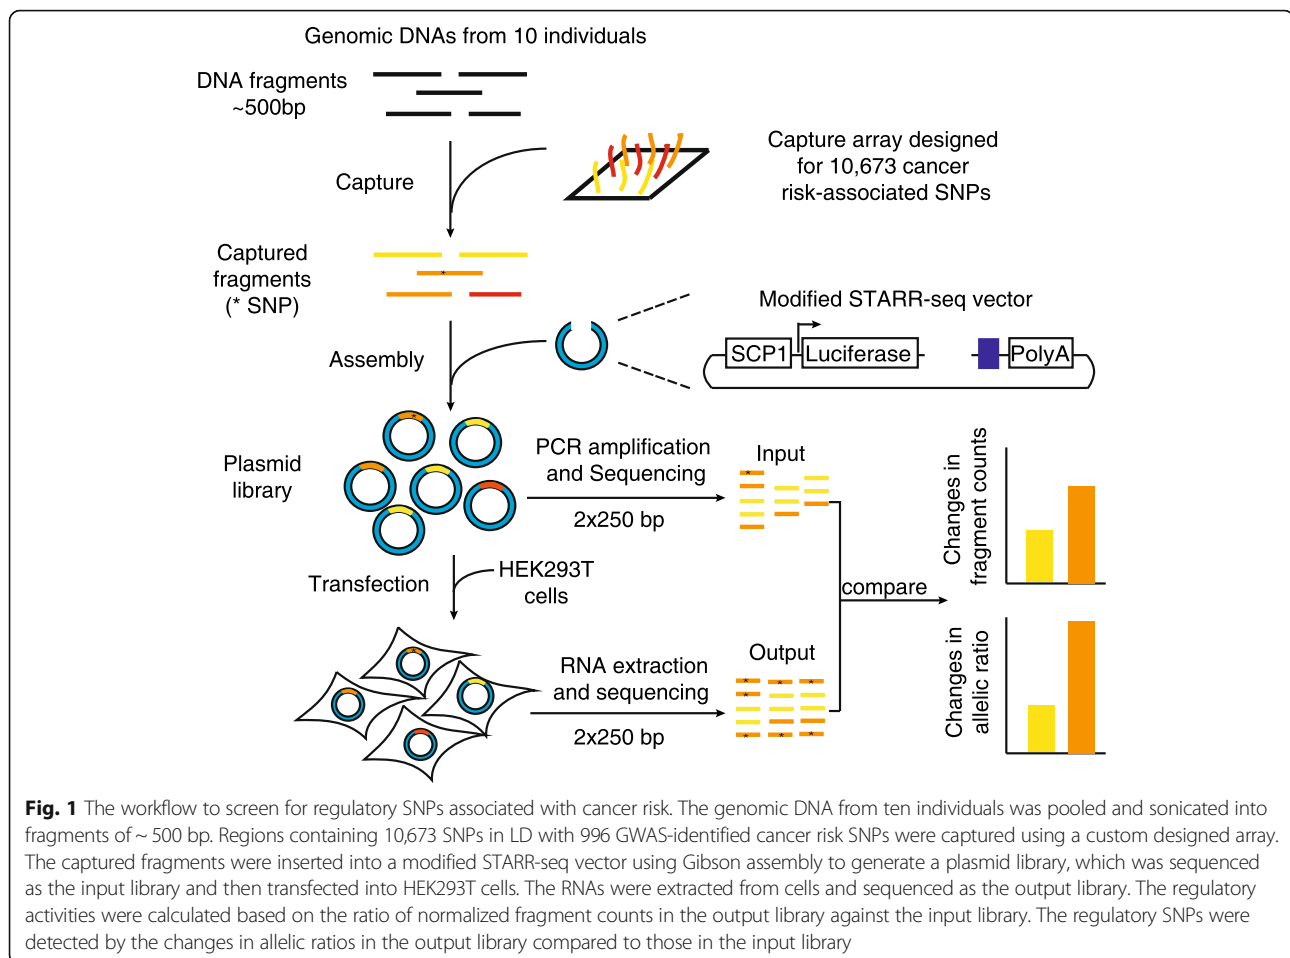 Genomic DNAs from 10 individuals
DNA fragments
~500bp
Capture array designed
for 10,673 cancer
risk-associated SNPs
Capture
Captured
fragments
(* SNP)
*
Modified STARR-seq vector
SCP1
Luciferase
PolyA
Assembly
Plasmid
library
*
PCR amplification
and Sequencing
2x250 bp
Input
*
Changes in
fragment counts
Transfection
HEK293T
cells
compare
*
RNA extraction
and sequencing
2x250 bp
Output
* * *
*
* * *
Changes in
allelic ratio
Fig. 1 The workflow to screen for regulatory SNPs associated with cancer risk. The genomic DNA from ten individuals was pooled and sonicated into
fragments of ~ 500 bp. Regions containing 10,673 SNPs in LD with 996 GWAS-identified cancer risk SNPs were captured using a custom designed array.
The captured fragments were inserted into a modified STARR-seq vector using Gibson assembly to generate a plasmid library, which was sequenced
as the input library and then transfected into HEK293T cells. The RNAs were extracted from cells and sequenced as the output library. The regulatory
activities were calculated based on the ratio of normalized fragment counts in the output library against the input library. The regulatory SNPs were
detected by the changes in allelic ratios in the output library compared to those in the input library